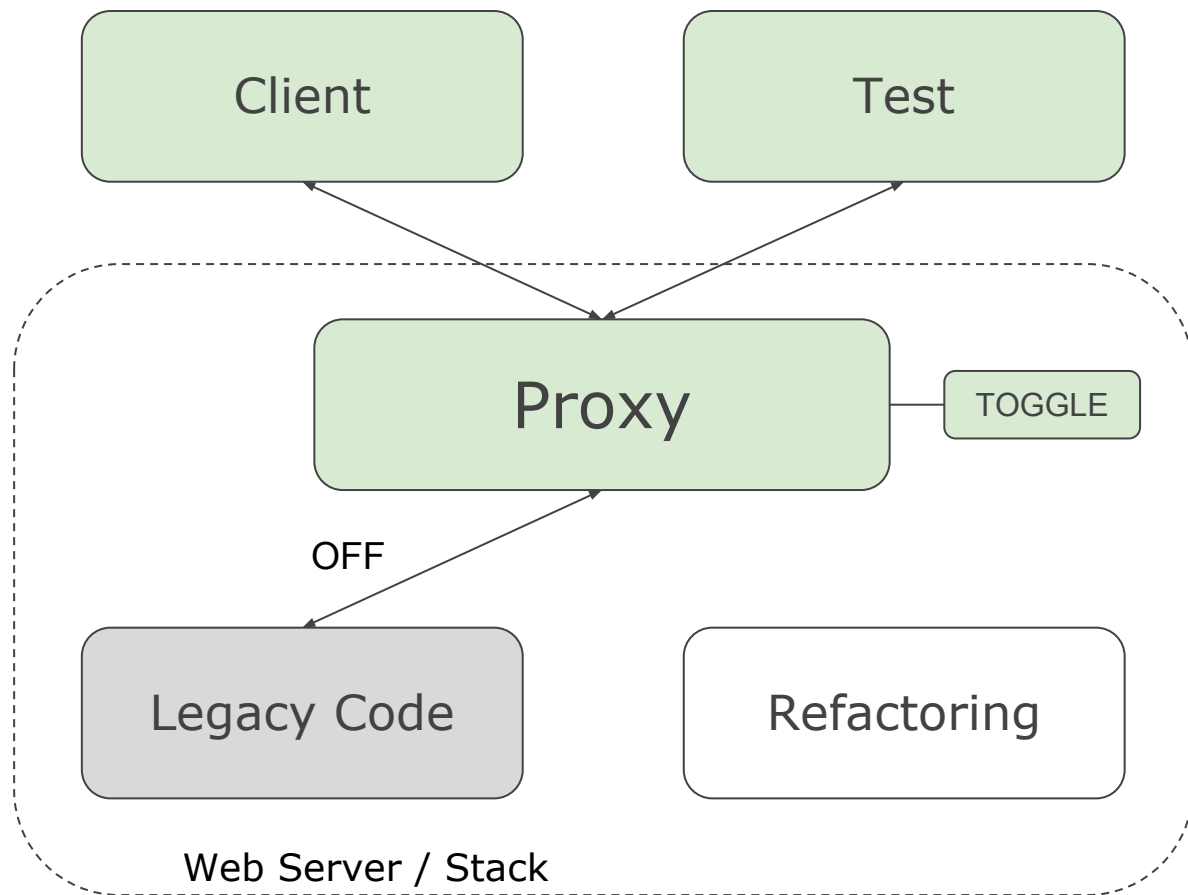 Client
Test
Proxy
TOGGLE
OFF
Legacy Code
Refactoring
Web Server / Stack